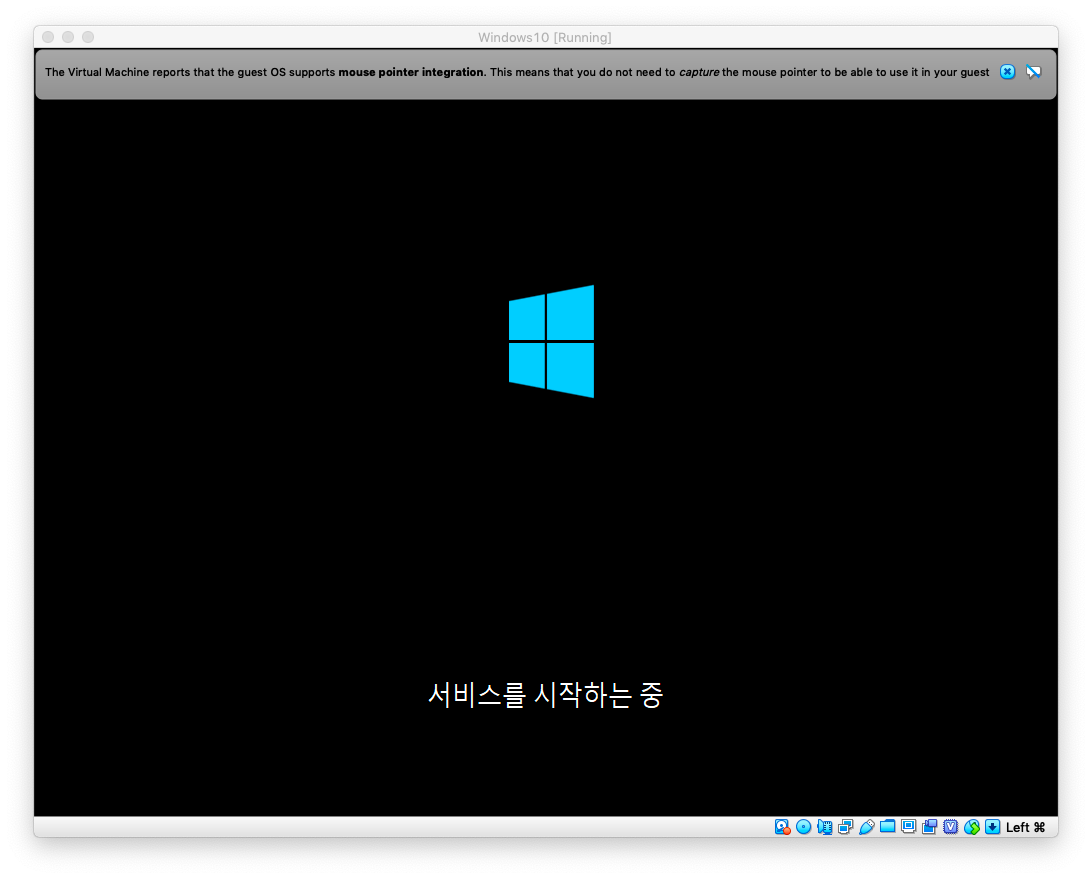 Windows10 [Running]
The Virtual Machine reports that the guest OS supports mouse pointer integration. This means that you do not need to capture the mouse pointer to be able to use it in your guest
서비스를 시작하는 중
Left ⌘